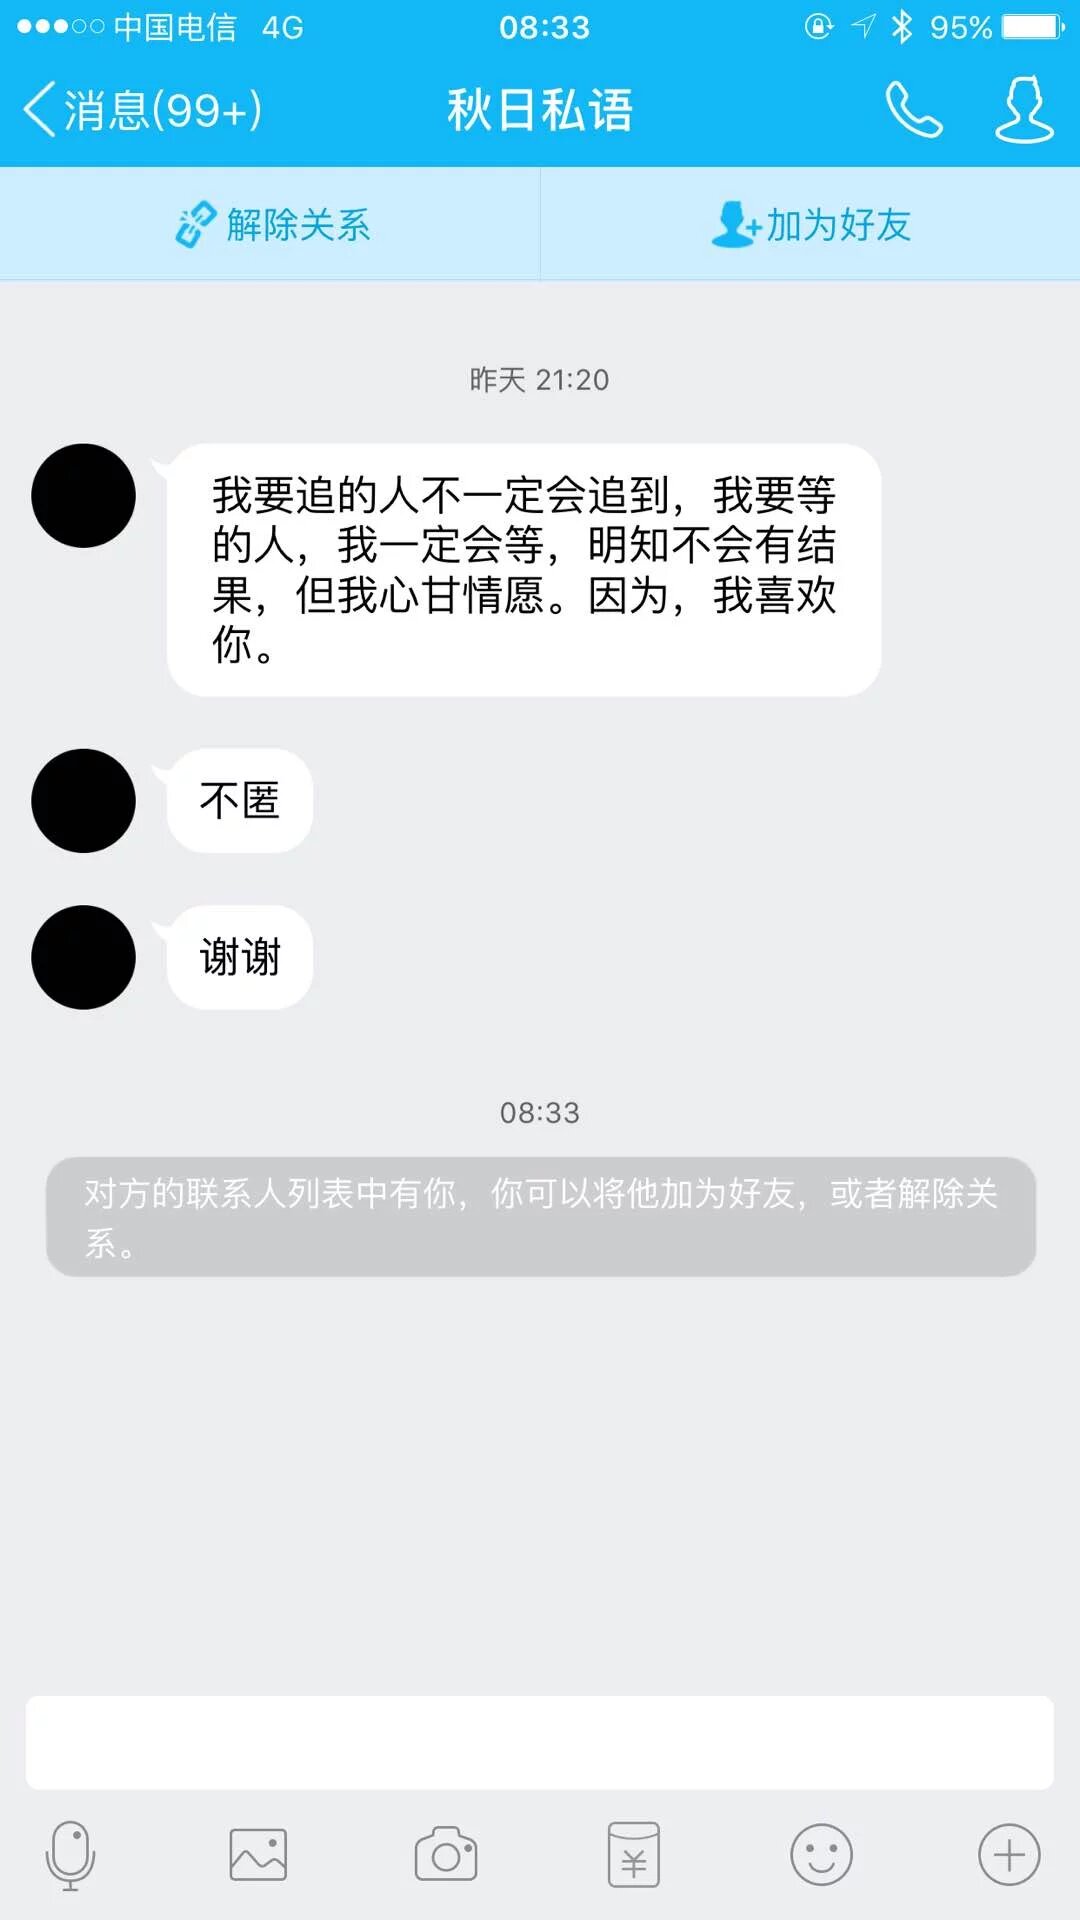 中国电信 4G 08:33 95%
消息(99+) 秋日私语
解除关系 加为好友
昨天 21:20
我要追的人不一定会追到，我要等
的人，我一定会等，明知不会有结
果，但我心甘情愿。因为，我喜欢
你。
不匿
谢谢
08:33
对方的联系人列表中有你，你可以将他加为好友，或者解除关
系。